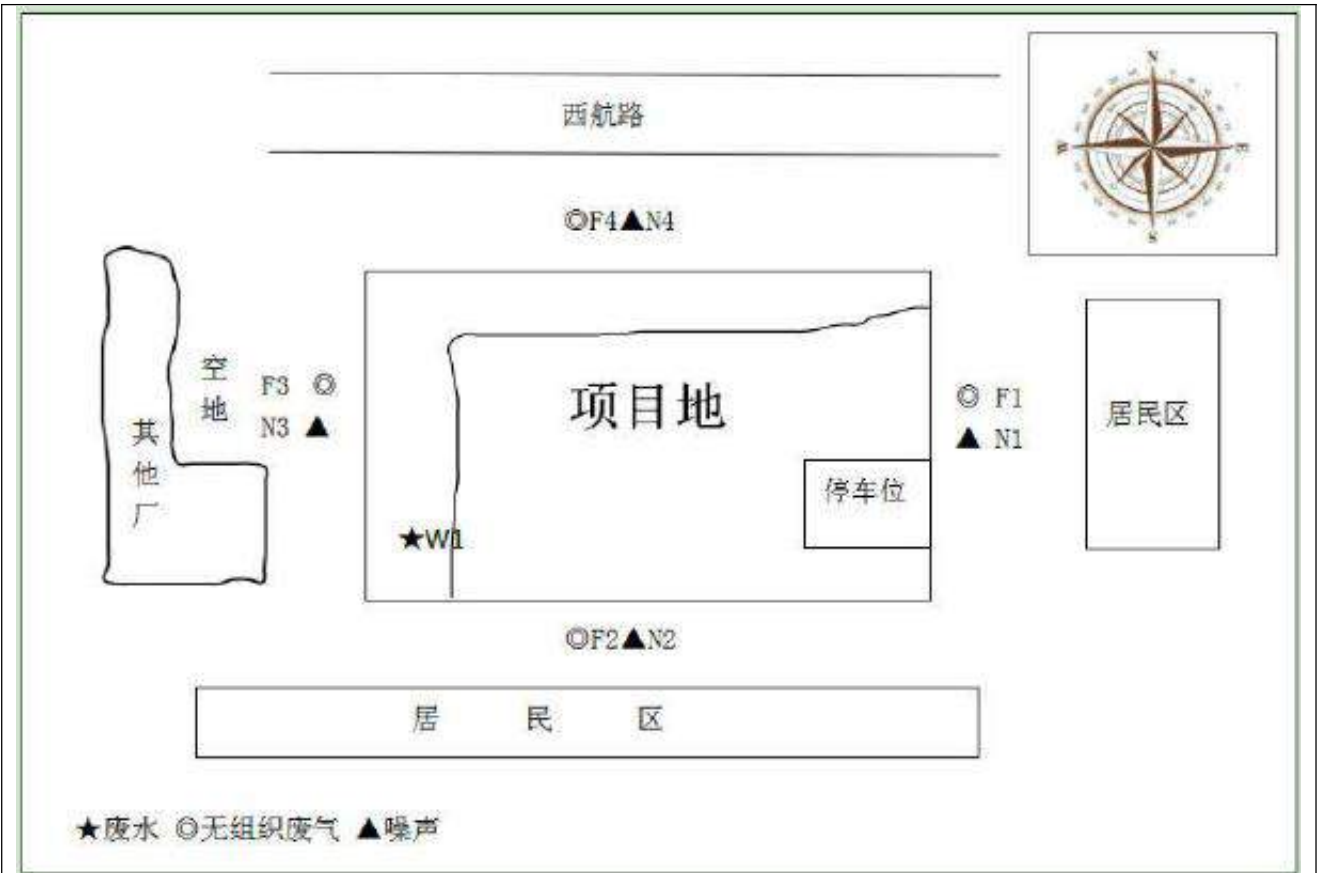 西航路
N
W
E
S
◎F4▲N4
空地
F3 ◎
N3 ▲
其他厂
项目地
◎ F1
▲ N1
居民区
停车位
★W1
◎F2▲N2
居 民 区
★废水 ◎无组织废气 ▲噪声